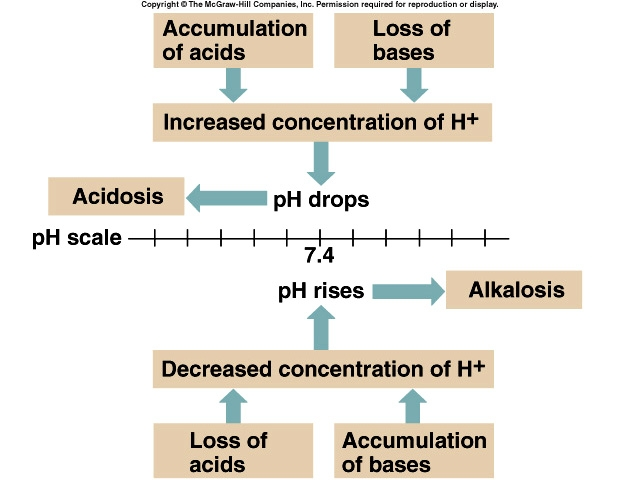 Copyright © The McGraw-Hill Companies, Inc. Permission required for reproduction or display.
Accumulation
of acids
Loss of
bases
Increased concentration of H+
Acidosis
pH drops
pH scale
7.4
pH rises
Alkalosis
Decreased concentration of H+
Loss of
acids
Accumulation
of bases